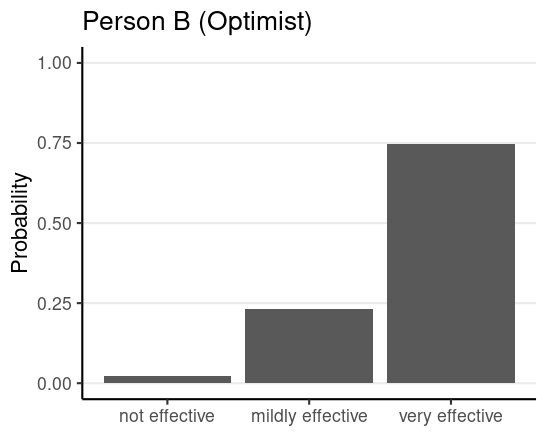 Person B (Optimist)
Probability
1.00
0.75
0.50
0.25
0.00
not effective mildly effective very effective